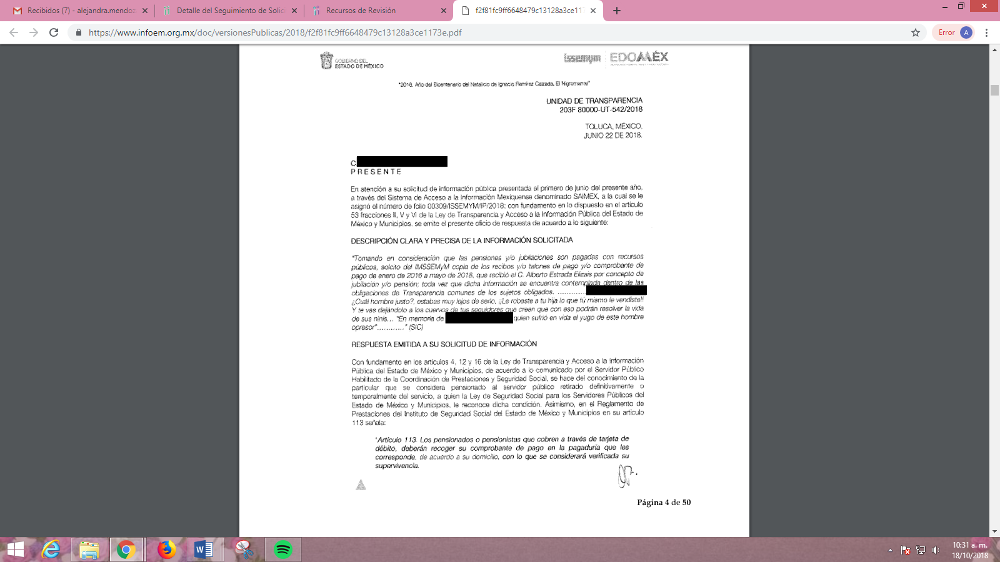 Recibidos (7) - alejandra.mendoz
Detalle del Seguimiento de Solici
Recursos de Revisión
f2f81fc9ff6648479c13128a3ce117
https://www.infoem.org.mx/doc/versionesPublicas/2018/f2f81fc9ff6648479c13128a3ce1173e.pdf
Error
A
GOBIERNO DEL
ESTADO DE MÉXICO
issemym
EDOMÉX
"2018. Año del Bicentenario del Natalicio de Ignacio Ramírez Calzada, El Nigromante"
UNIDAD DE TRANSPARENCIA
203F 80000-UT-542/2018
TOLUCA, MÉXICO.
JUNIO 22 DE 2018.
C
P R E S E N T E
En atención a su solicitud de información pública presentada el primero de junio del presente año,
a través del Sistema de Acceso a la Información Mexiquense denominado SAIMEX, a la cual se le
asignó el número de folio 00309/ISSEMYM/IP/2018; con fundamento en lo dispuesto en el artículo
53 fracciones II, V y VI de la Ley de Transparencia y Acceso a la Información Pública del Estado de
México y Municipios, se emite el presente oficio de respuesta de acuerdo a lo siguiente:
DESCRIPCIÓN CLARA Y PRECISA DE LA INFORMACIÓN SOLICITADA
"Tomando en consideración que las pensiones y/o jubilaciones son pagadas con recursos
públicos, solcito del IMSSEMyM copia de los recibos y/o talones de pago y/o comprobante de
pago de enero de 2016 a mayo de 2018, que recibió el C. Alberto Estrada Elizais por concepto de
jubilación y/o pensión; toda vez que dicha información se encuentra contemplada dentro de las
obligaciones de Transparencia comunes de los sujetos obligados. ............
¿Cuál hombre justo?, estabas muy lejos de serlo, ¡¡Le robaste a tu hija lo que tú mismo le vendiste!!
Y te vas dejándolo a los cuervos de tus seguidores que creen que con eso podrán resolver la vida
de sus ninis... "En memoria de quien sufrió en vida el yugo de este hombre
opresor"............" (SIC)
RESPUESTA EMITIDA A SU SOLICITUD DE INFORMACIÓN
Con fundamento en los artículos 4, 12 y 16 de la Ley de Transparencia y Acceso a la Información
Pública del Estado de México y Municipios, de acuerdo a lo comunicado por el Servidor Público
Habilitado de la Coordinación de Prestaciones y Seguridad Social, se hace del conocimiento de la
particular que se considera pensionado al servidor público retirado definitivamente o
temporalmente del servicio, a quien la Ley de Seguridad Social para los Servidores Públicos del
Estado de México y Municipios, le reconoce dicha condición. Asimismo, en el Reglamento de
Prestaciones del Instituto de Seguridad Social del Estado de México y Municipios en su artículo
113 señala:
"Artículo 113. Los pensionados o pensionistas que cobren a través de tarjeta de
débito, deberán recoger su comprobante de pago en la pagaduría que les
corresponde, de acuerdo a su domicilio, con lo que se considerará verificada su
supervivencia.
Página 4 de 50
10:31 a. m.
18/10/2018